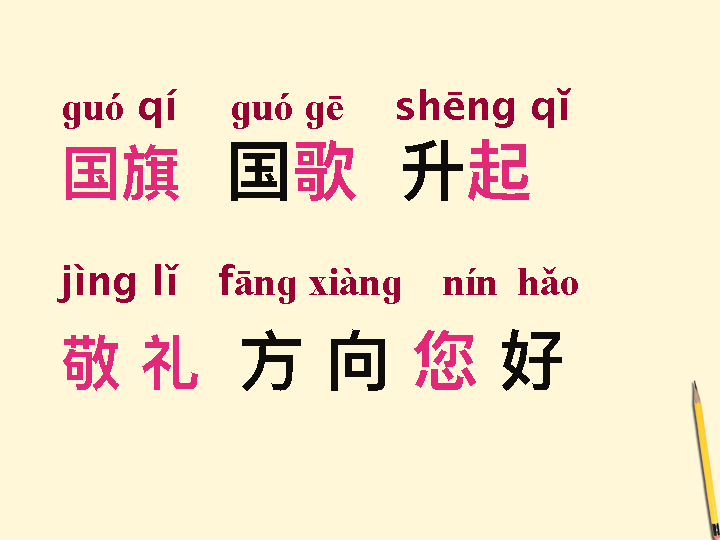 guó qí guó gē shēng qǐ
国旗 国歌 升起
jìng lǐ fāng xiàng nín hǎo
敬 礼 方 向 您 好